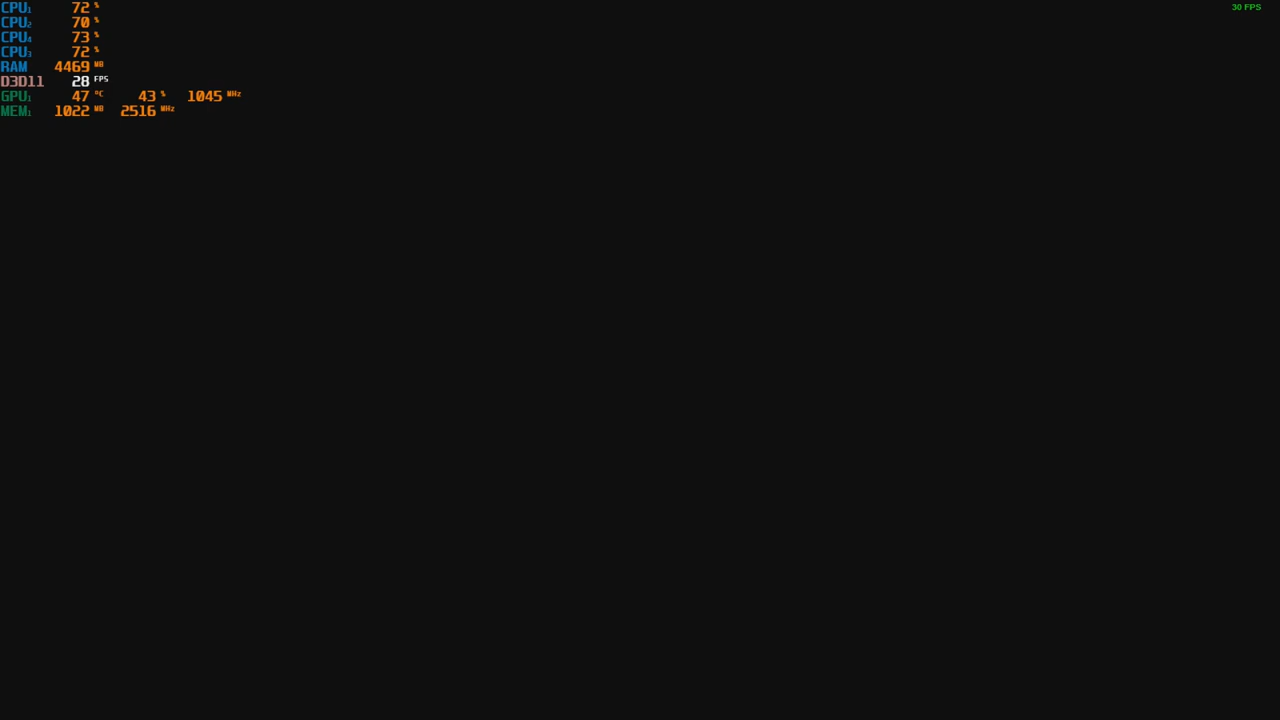 CPU₁ 72 %
30 FPS
CPU₂ 70 %
CPU₄ 73 %
CPU₃ 72 %
RAM 4469 MB
D3D11 28 FPS
GPU₁ 47 °C 43 % 1045 MHz
MEM₁ 1022 MB 2516 MHz